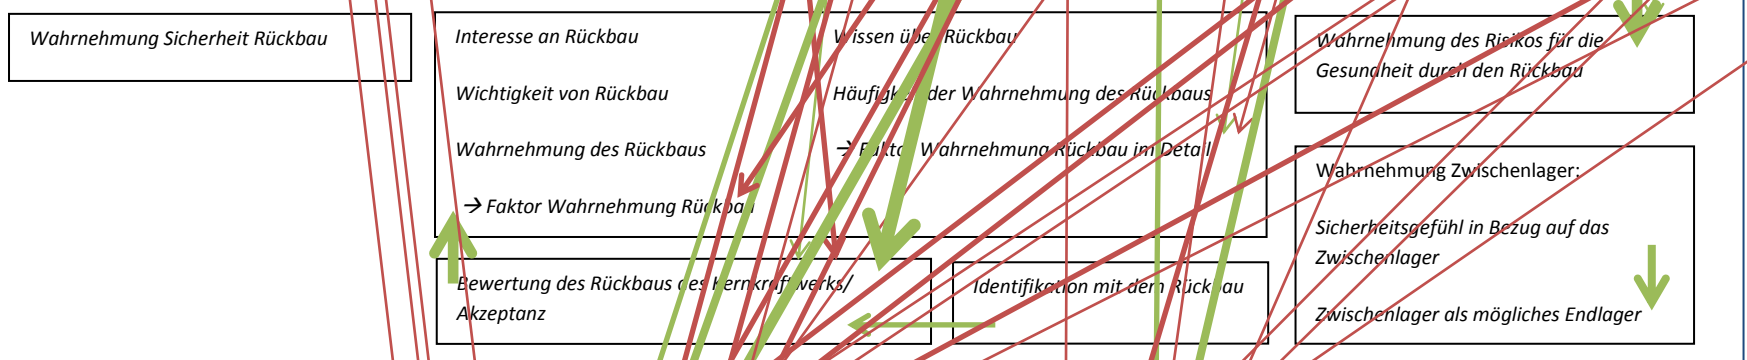 Wahrnehmung Sicherheit Rückbau
Interesse an Rückbau
Wichtigkeit von Rückbau
Wahrnehmung des Rückbaus
→ Faktor Wahrnehmung Rückbau
Wissen über Rückbau
Häufigkeit der Wahrnehmung des Rückbaus
→ Faktor Wahrnehmung Rückbau im Detail
Bewertung des Rückbaus des Kernkraftwerks/
Akzeptanz
Identifikation mit dem Rückbau
Wahrnehmung des Risikos für die
Gesundheit durch den Rückbau
Wahrnehmung Zwischenlager:
Sicherheitsgefühl in Bezug auf das
Zwischenlager
Zwischenlager als mögliches Endlager